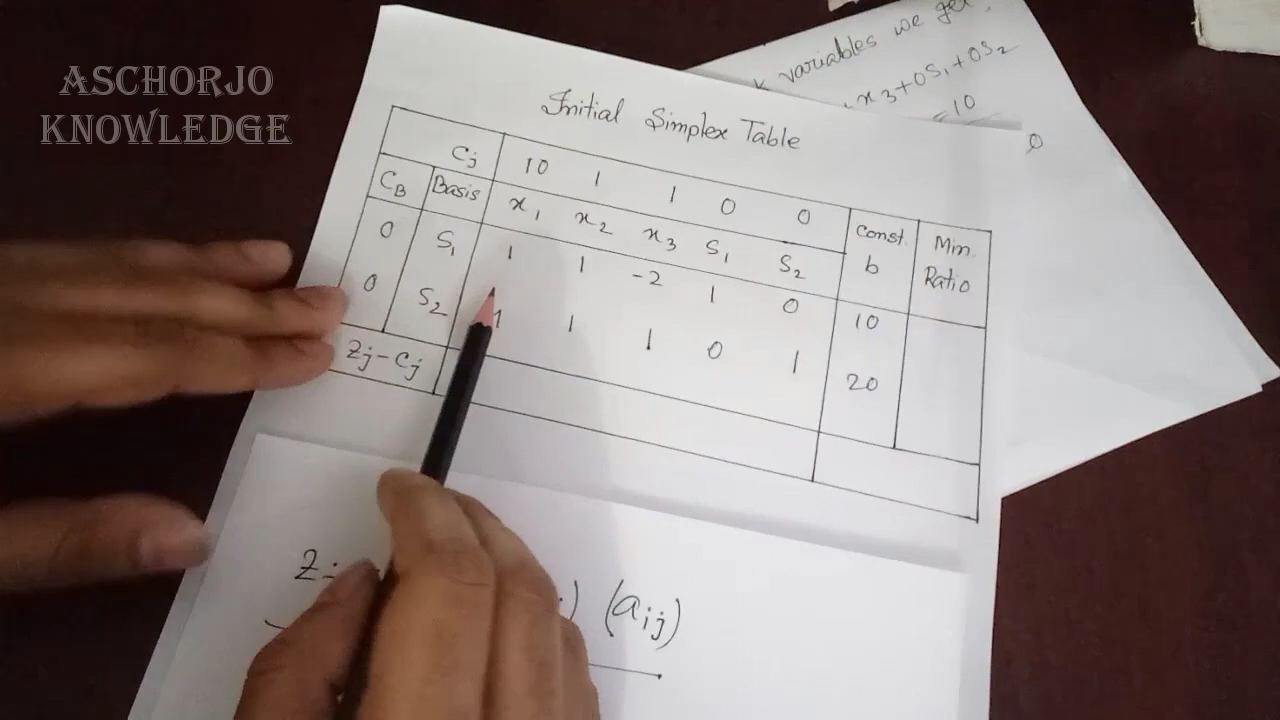 ASCHORJO
KNOWLEDGE
variables we get,
x3+0S1+0S2
=10
0
Initial Simplex Table
Cj 10 1 1 0 0 Const. b Min. Ratio
CB Basis x1 x2 x3 S1 S2
0 S1 1 1 -2 1 0 10
0 S2 1 1 1 0 1 20
Zj-Cj
(aij)